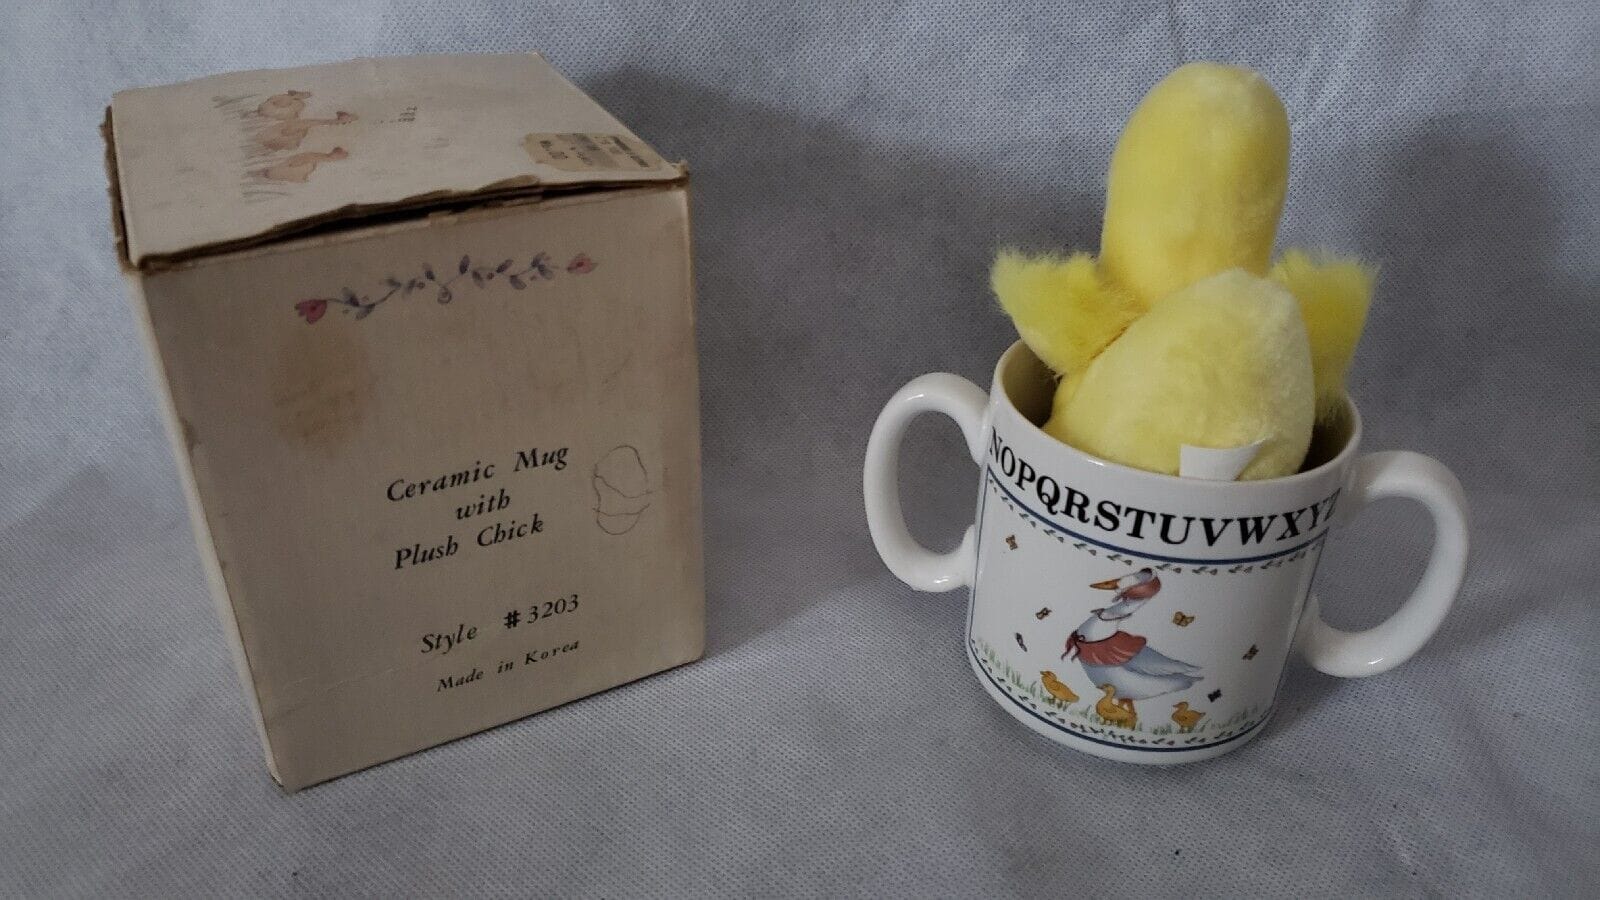 Ceramic Mug
with
Plush Chick
Style #3203
Made in Korea
NOPQRSTUVWXYZ